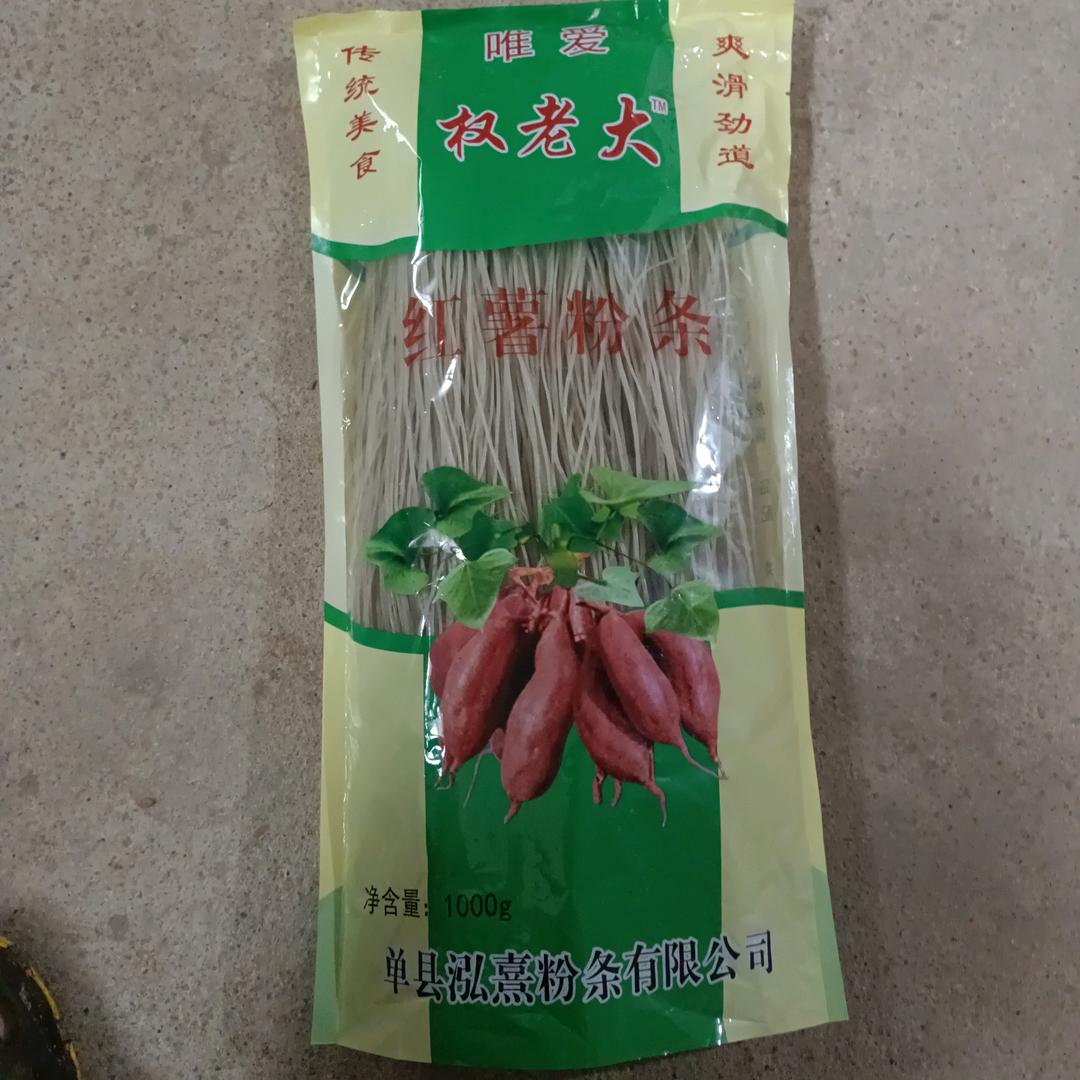 唯爱
权老大TM
传统美食
爽滑劲道
红薯粉条
净含量：1000g
单县泓熹粉条有限公司